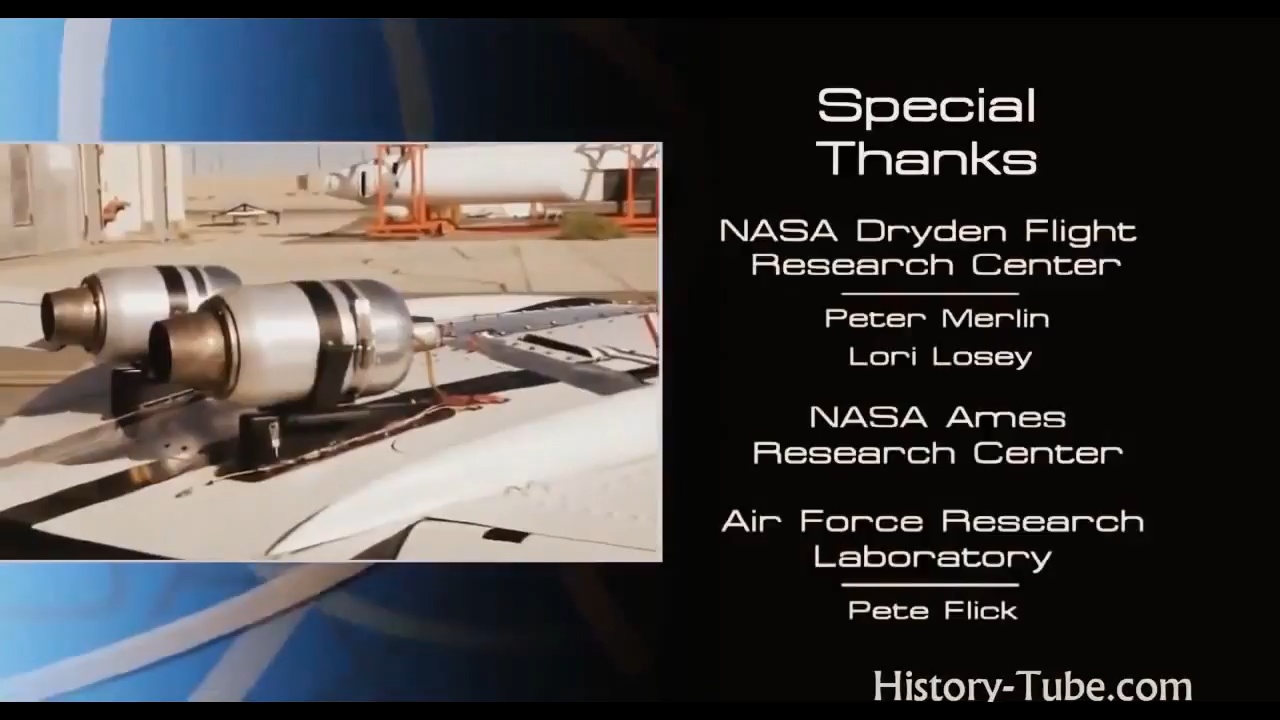 Special
Thanks
NASA Dryden Flight
Research Center
Peter Merlin
Lori Losey
NASA Ames
Research Center
Air Force Research
Laboratory
Pete Flick
History-Tube.com